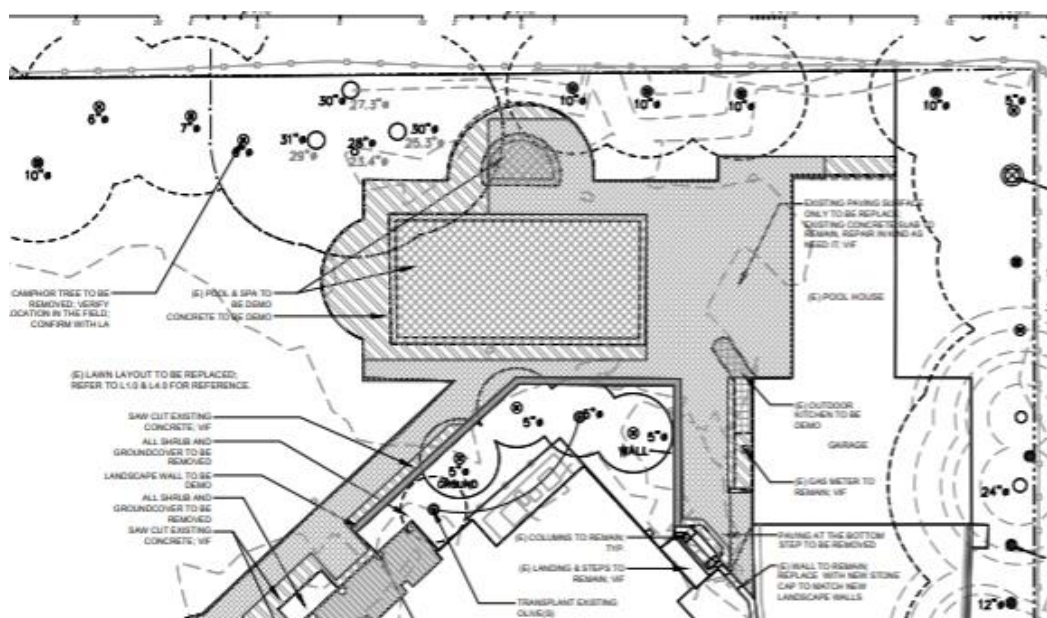 30"ø
27.3"ø
10"ø
10"ø
10"ø
10"ø
5"ø
6"ø
7"ø
31"ø
29"ø
28"ø
23.4"ø
30"ø
25.3"ø
10"ø
EXISTING PAVING SURFACE
ONLY TO BE REPLACE;
EXISTING CONCRETE SLAB TO
REMAIN, REPAIR IN KIND AS
NEED IT; VIF
CAMPHOR TREE TO BE
REMOVED; VERIFY
LOCATION IN THE FIELD;
CONFIRM WITH LA
(E) POOL & SPA TO
BE DEMO
CONCRETE TO BE DEMO
(E) POOL HOUSE
(E) LAWN LAYOUT TO BE REPLACED;
REFER TO L1.0 & L4.0 FOR REFERENCE.
SAW CUT EXISTING
CONCRETE; VIF
ALL SHRUB AND
GROUNDCOVER TO BE
REMOVED
LANDSCAPE WALL TO BE
DEMO
ALL SHRUB AND
GROUNDCOVER TO BE
REMOVED
SAW CUT EXISTING
CONCRETE; VIF
5"ø
5"ø
5"ø
WALL
5"ø
GROUND
(E) OUTDOOR
KITCHEN TO BE
DEMO
GARAGE
(E) GAS METER TO
REMAIN; VIF
24"ø
(E) COLUMNS TO REMAIN,
TYP.
(E) LANDING & STEPS TO
REMAIN; VIF
PAVING AT THE BOTTOM
STEP TO BE REMOVED
(E) WALL TO REMAIN;
REPLACE WITH NEW STONE
CAP TO MATCH NEW
LANDSCAPE WALLS
TRANSPLANT EXISTING
OLIVE(S)
12"ø